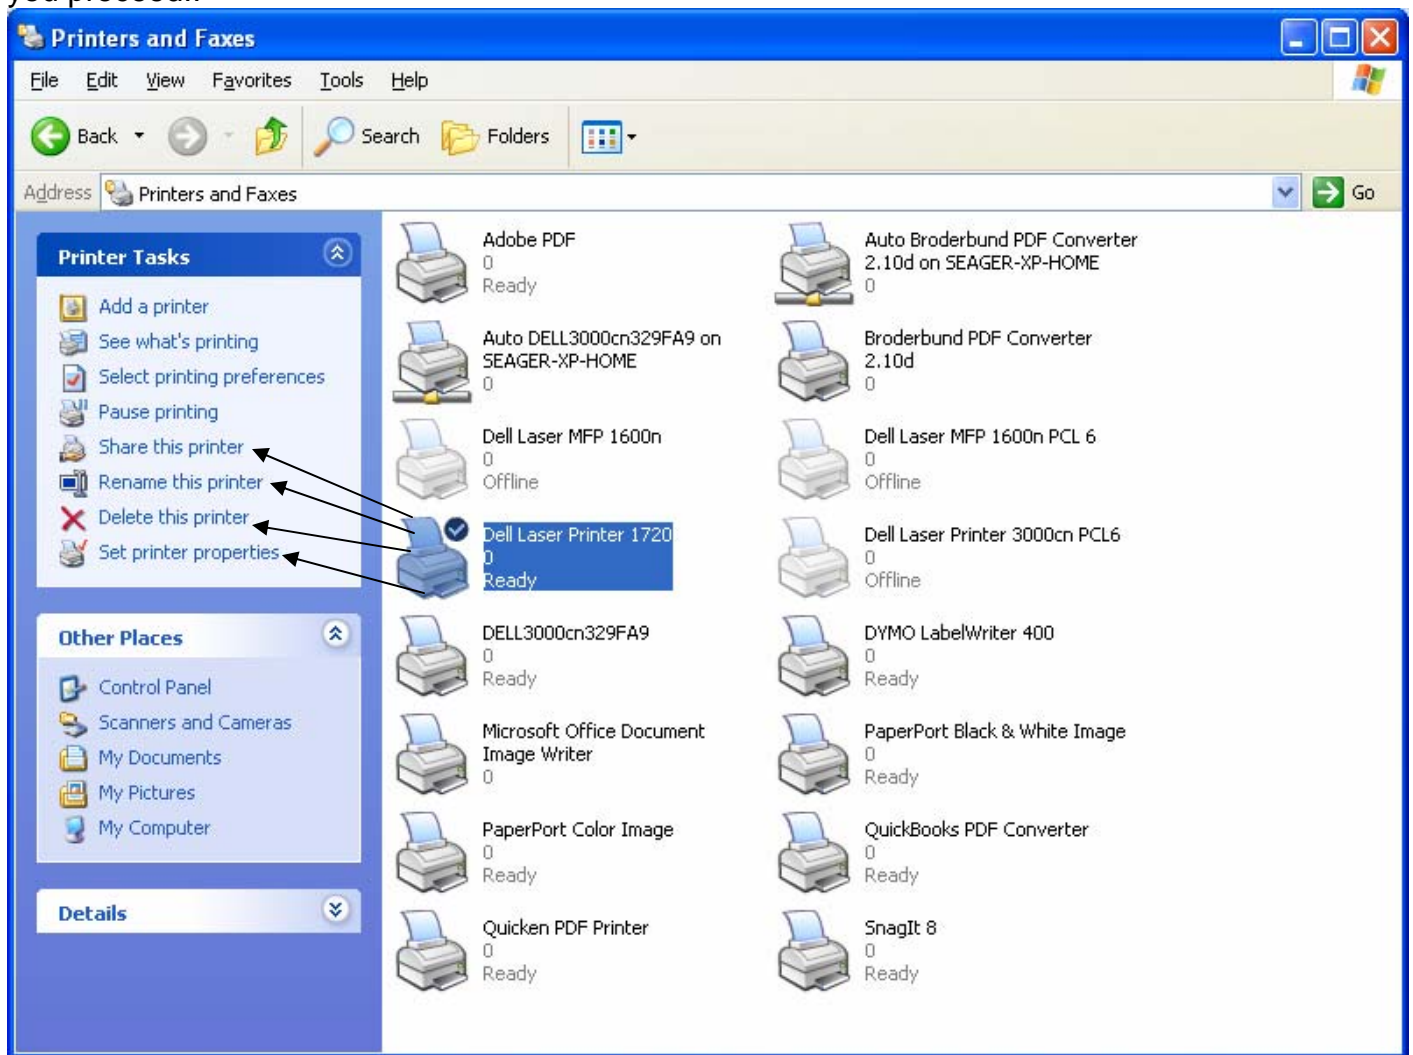 Printers and Faxes
File Edit View Favorites Tools Help
Back Search Folders
Address Printers and Faxes Go
Printer Tasks
Add a printer
See what's printing
Select printing preferences
Pause printing
Share this printer
Rename this printer
Delete this printer
Set printer properties
Other Places
Control Panel
Scanners and Cameras
My Documents
My Pictures
My Computer
Details
Adobe PDF
0
Ready
Auto Broderbund PDF Converter
2.10d on SEAGER-XP-HOME
0
Auto DELL3000cn329FA9 on
SEAGER-XP-HOME
0
Broderbund PDF Converter
2.10d
0
Dell Laser MFP 1600n
0
Offline
Dell Laser MFP 1600n PCL 6
0
Offline
Dell Laser Printer 1720
0
Ready
Dell Laser Printer 3000cn PCL6
0
Offline
DELL3000cn329FA9
0
Ready
DYMO LabelWriter 400
0
Ready
Microsoft Office Document
Image Writer
0
PaperPort Black & White Image
0
Ready
PaperPort Color Image
0
Ready
QuickBooks PDF Converter
0
Ready
Quicken PDF Printer
0
Ready
SnagIt 8
0
Ready